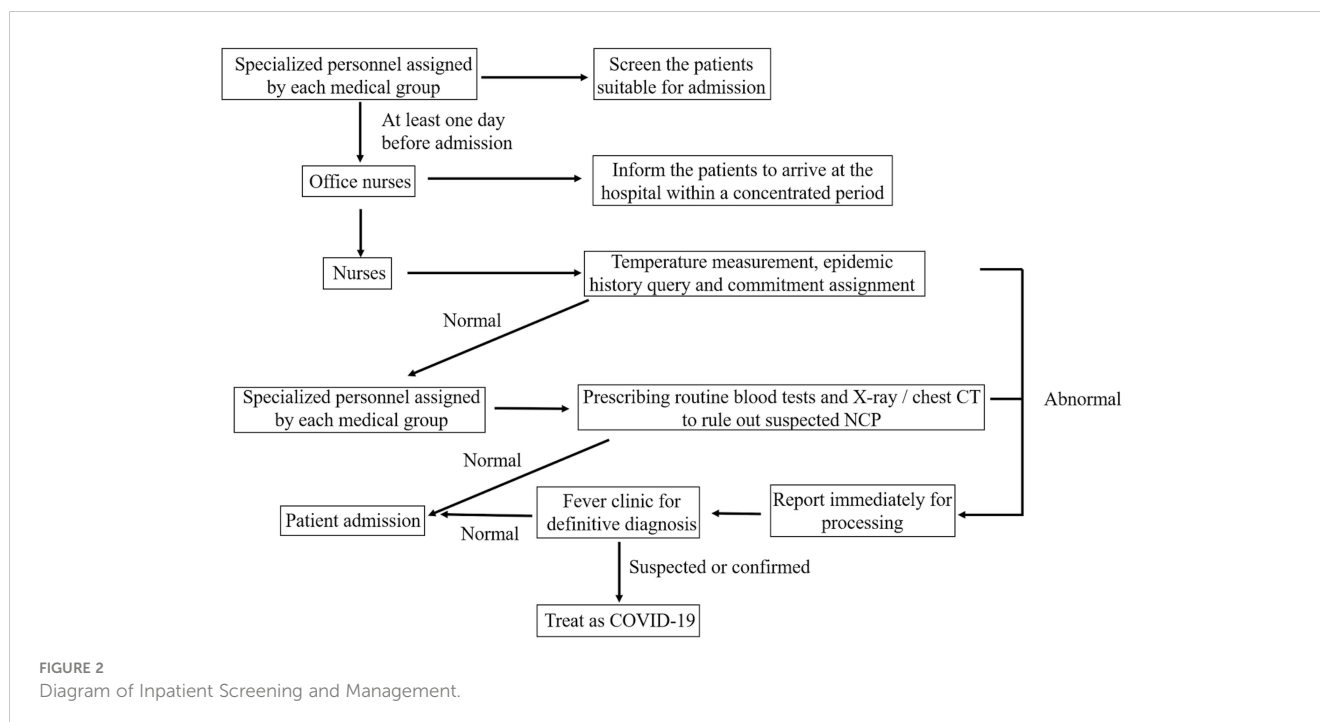 Specialized personnel assigned
by each medical group
Screen the patients
suitable for admission
At least one day
before admission
Office nurses
Inform the patients to arrive at the
hospital within a concentrated period
Nurses
Temperature measurement, epidemic
history query and commitment assignment
Normal
Specialized personnel assigned
by each medical group
Prescribing routine blood tests and X-ray / chest CT
to rule out suspected NCP
Abnormal
Normal
Patient admission
Normal
Fever clinic for
definitive diagnosis
Report immediately for
processing
Suspected or confirmed
Treat as COVID-19
FIGURE 2
Diagram of Inpatient Screening and Management.